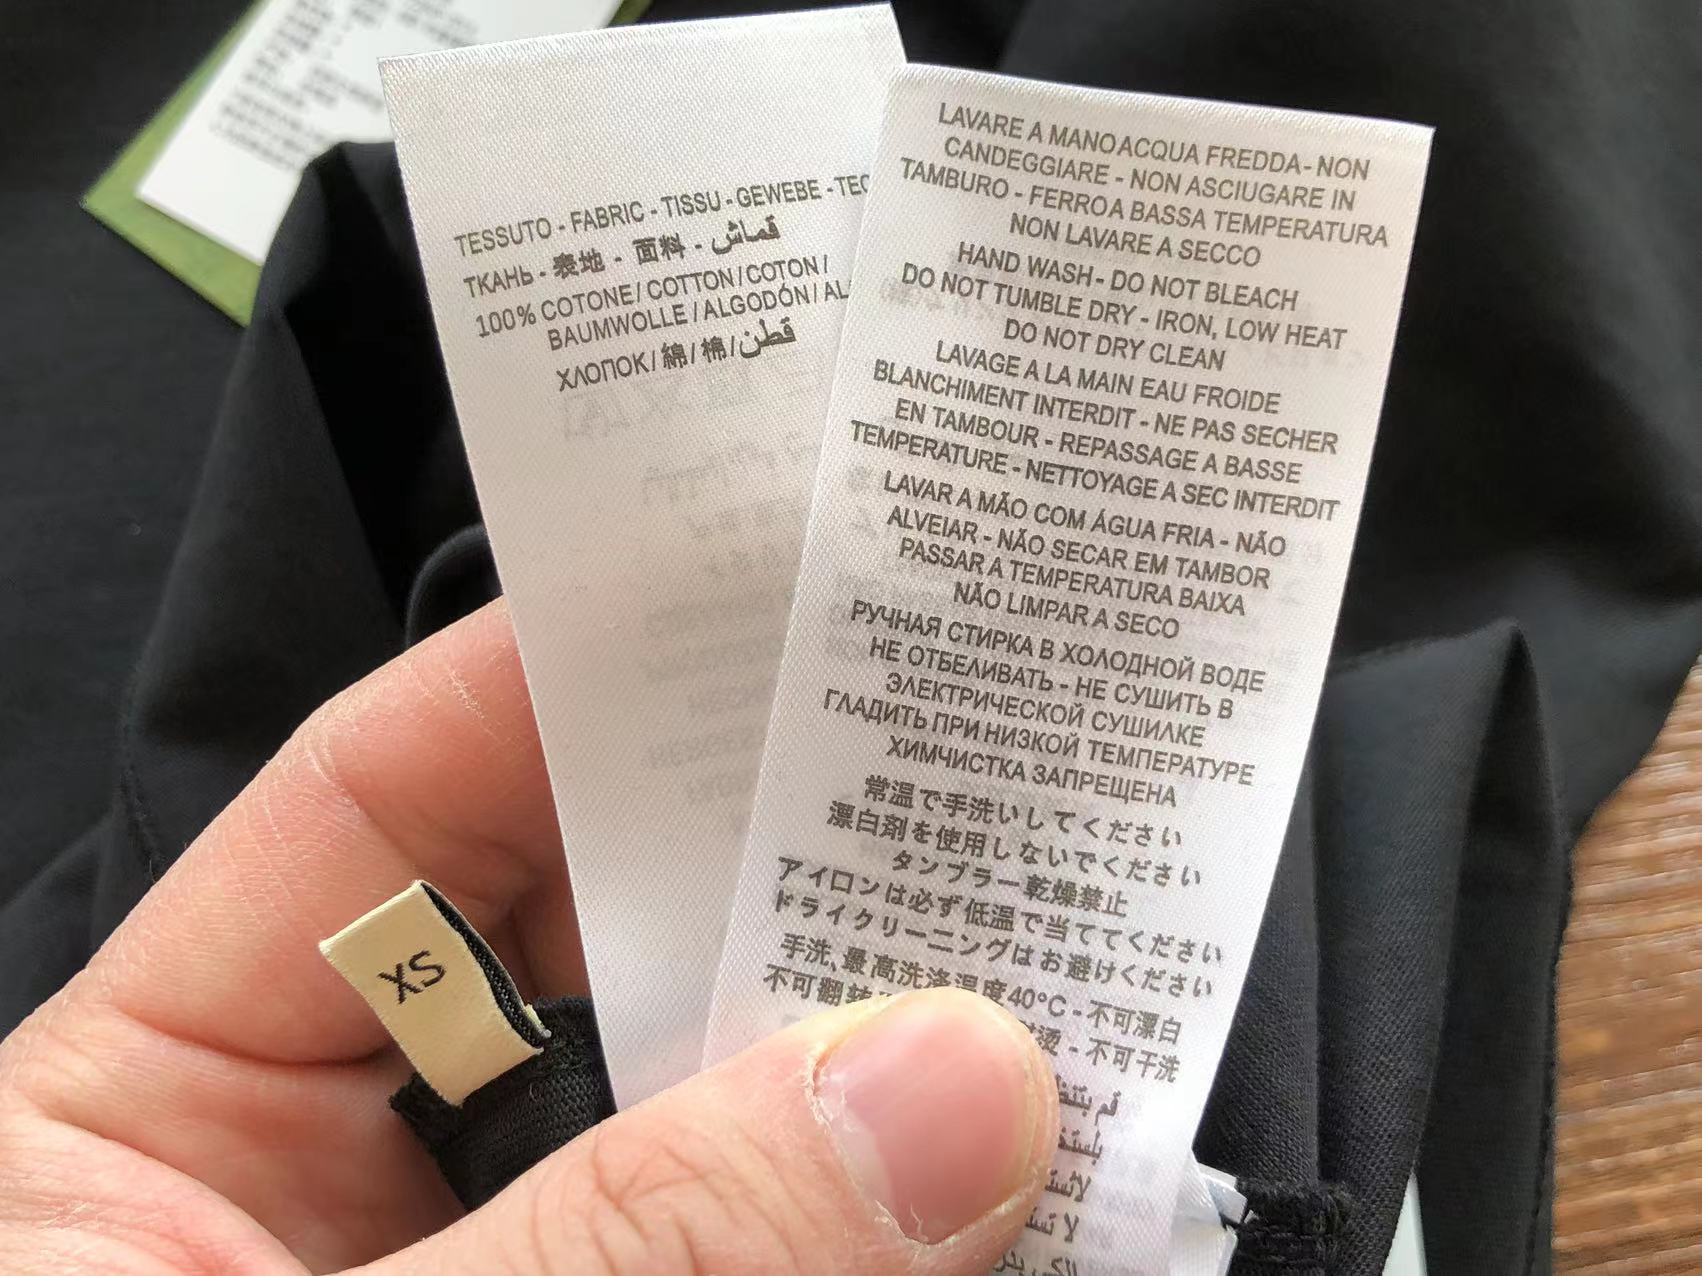 TESSUTO - FABRIC - TISSU - GEWEBE -
ТКАНЬ - 表地 - 面料 - قماش
100% COTONE / COTTON / COTON /
BAUMWOLLE / ALGODÓN /
ХЛОПОК / 綿 / 棉 / قطن
LAVARE A MANO ACQUA FREDDA - NON
CANDEGGIARE - NON ASCIUGARE IN
TAMBURO - FERRO A BASSA TEMPERATURA
NON LAVARE A SECCO
HAND WASH - DO NOT BLEACH
DO NOT TUMBLE DRY - IRON, LOW HEAT
DO NOT DRY CLEAN
LAVAGE A LA MAIN EAU FROIDE
BLANCHIMENT INTERDIT - NE PAS SECHER
EN TAMBOUR - REPASSAGE A BASSE
TEMPERATURE - NETTOYAGE A SEC INTERDIT
LAVAR A MÃO COM ÁGUA FRIA - NÃO
ALVEIAR - NÃO SECAR EM TAMBOR
PASSAR A TEMPERATURA BAIXA
NÃO LIMPAR A SECO
РУЧНАЯ СТИРКА В ХОЛОДНОЙ ВОДЕ
НЕ ОТБЕЛИВАТЬ - НЕ СУШИТЬ В
ЭЛЕКТРИЧЕСКОЙ СУШИЛКЕ
ГЛАДИТЬ ПРИ НИЗКОЙ ТЕМПЕРАТУРЕ
ХИМЧИСТКА ЗАПРЕЩЕНА
常温で手洗いしてください
漂白剤を使用しないでください
タンブラー乾燥禁止
アイロンは必ず低温で当ててください
ドライクリーニングはお避けください
手洗、最高洗涤温度40°C - 不可漂白
不可翻转 烫 - 不可干洗
XS